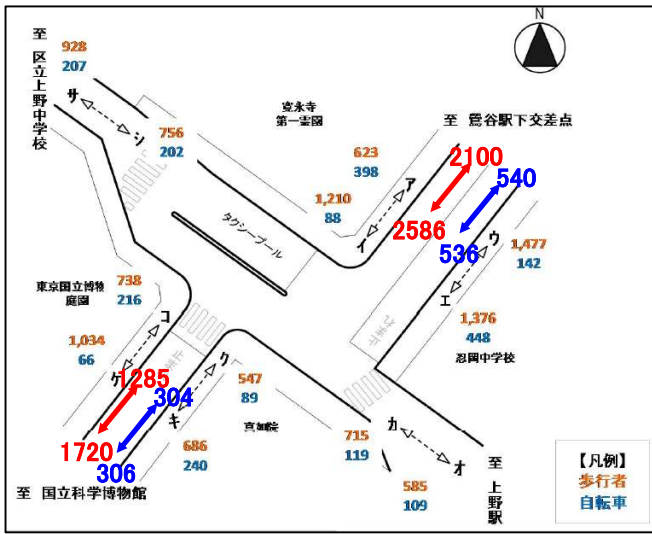 N
至 区立上野中学校
928
207
サ
シ
756
202
寛永寺
第一霊園
623
398
至 鶯谷駅下交差点
2100
540
1,210
88
ア
イ
2586
536
ウ
エ
1,477
142
タクシープール
738
216
東京国立博物
庭園
1,376
448
忍岡中学校
1,034
66
コ
ケ
1285
304
ク
キ
547
89
真如院
1720
306
686
240
715
119
カ
オ
585
109
至 国立科学博物館
至 上野駅
【凡例】
歩行者
自転車